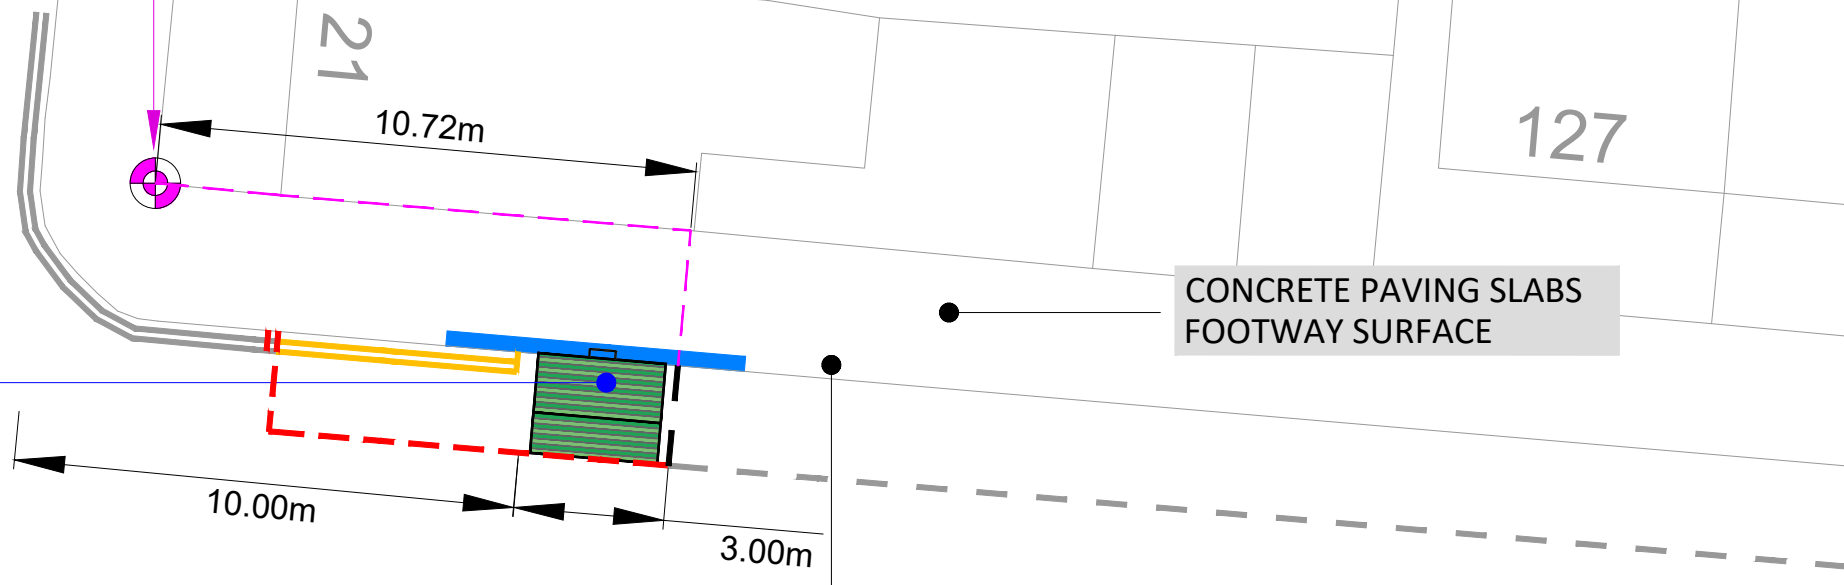 21
10.72m
127
CONCRETE PAVING SLABS
FOOTWAY SURFACE
10.00m
3.00m